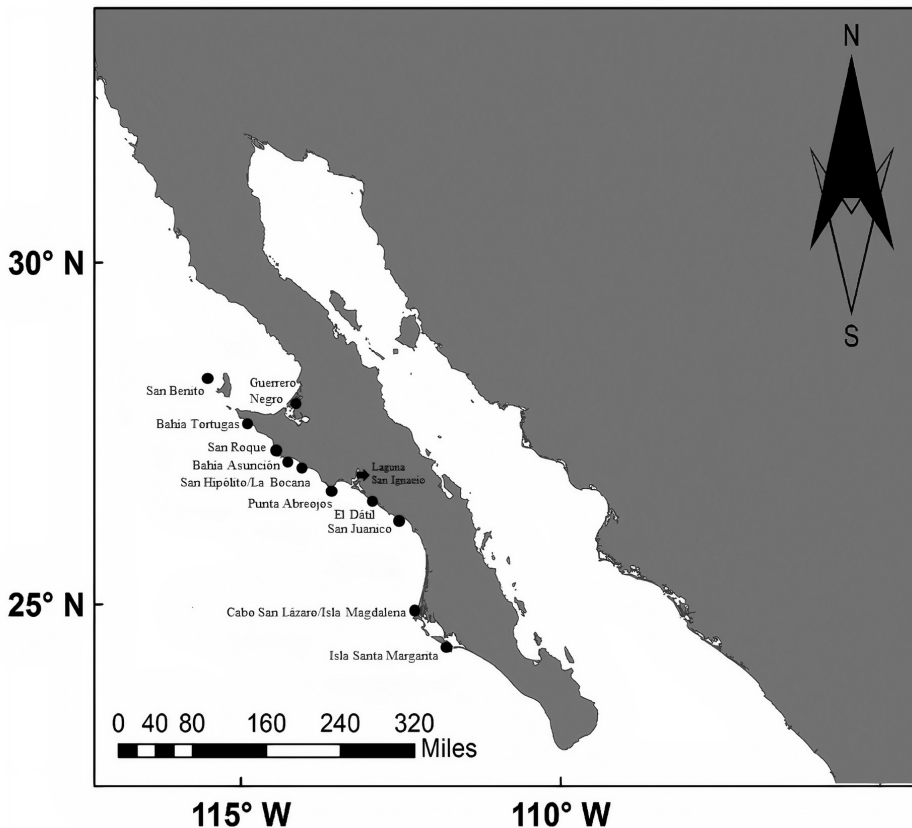 N
S
30° N
San Benito
Guerrero
Negro
Bahía Tortugas
San Roque
Bahía Asunción
San Hipólito/La Bocana
Laguna
San Ignacio
Punta Abreojos
El Dátil
San Juanico
25° N
Cabo San Lázaro/Isla Magdalena
Isla Santa Margarita
0 40 80 160 240 320
Miles
115° W 110° W